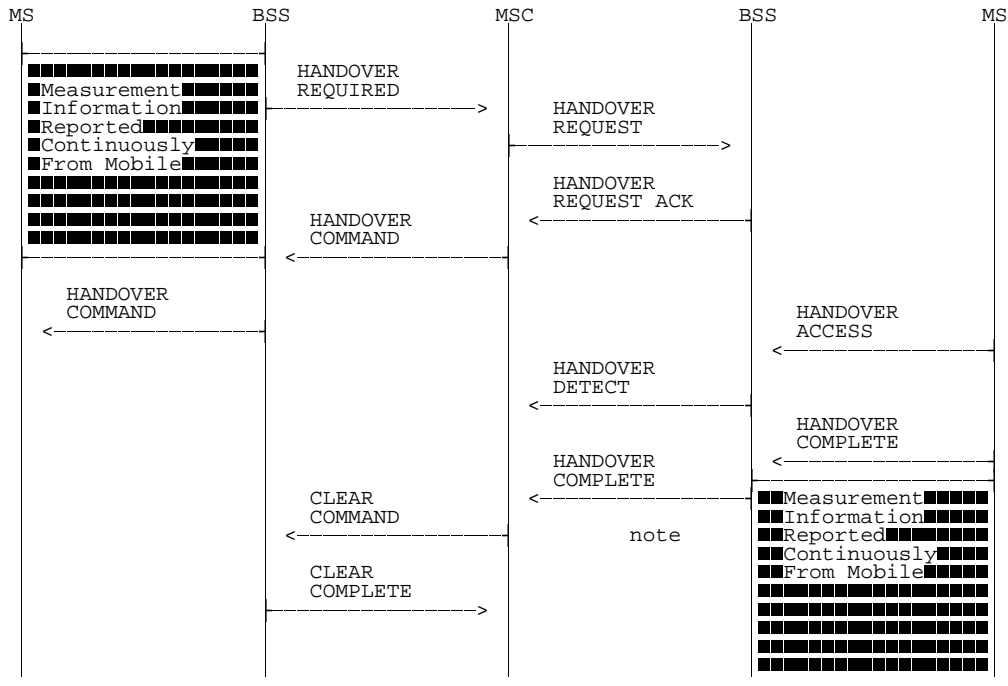 MS BSS MSC BSS MS
HANDOVER
REQUIRED
Measurement
Information
Reported
Continuously
From Mobile
HANDOVER
REQUEST
HANDOVER
REQUEST ACK
HANDOVER
COMMAND
HANDOVER
COMMAND
HANDOVER
ACCESS
HANDOVER
DETECT
HANDOVER
COMPLETE
HANDOVER
COMPLETE
CLEAR
COMMAND
note
Measurement
Information
Reported
Continuously
From Mobile
CLEAR
COMPLETE